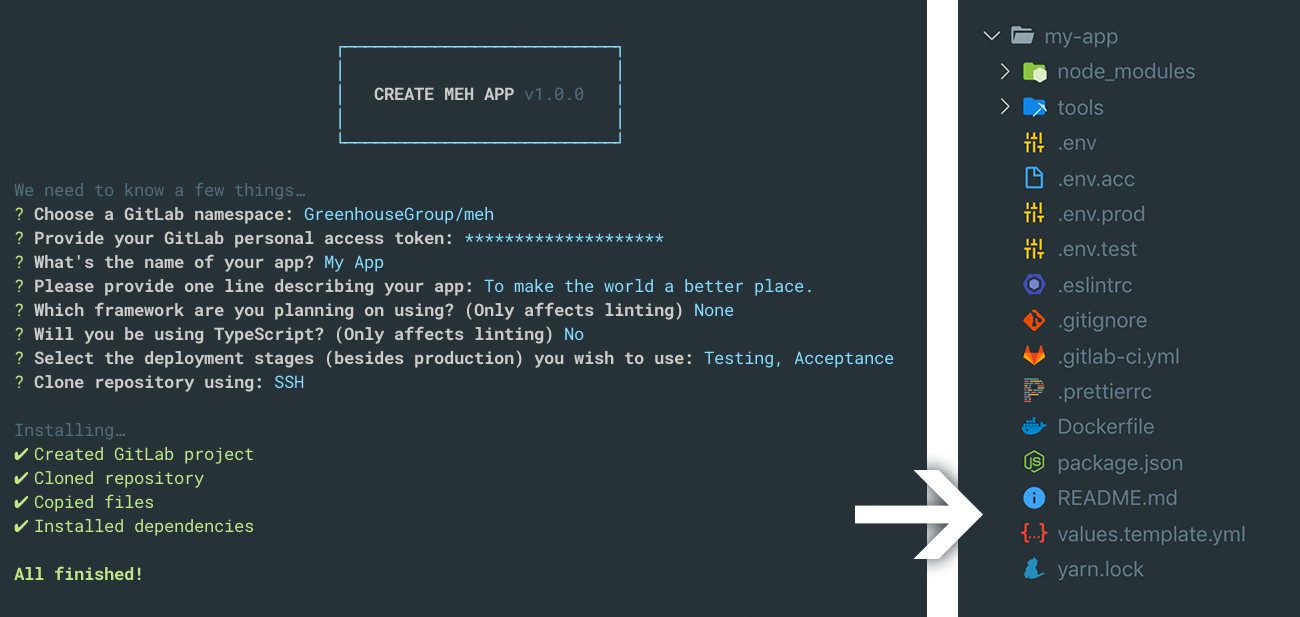 CREATE MEH APP v1.0.0
We need to know a few things…
? Choose a GitLab namespace: GreenhouseGroup/meh
? Provide your GitLab personal access token: ********************
? What's the name of your app? My App
? Please provide one line describing your app: To make the world a better place.
? Which framework are you planning on using? (Only affects linting) None
? Will you be using TypeScript? (Only affects linting) No
? Select the deployment stages (besides production) you wish to use: Testing, Acceptance
? Clone repository using: SSH
Installing…
✔ Created GitLab project
✔ Cloned repository
✔ Copied files
✔ Installed dependencies
All finished!
my-app
node_modules
tools
.env
.env.acc
.env.prod
.env.test
.eslintrc
.gitignore
.gitlab-ci.yml
.prettierrc
Dockerfile
package.json
README.md
values.template.yml
yarn.lock